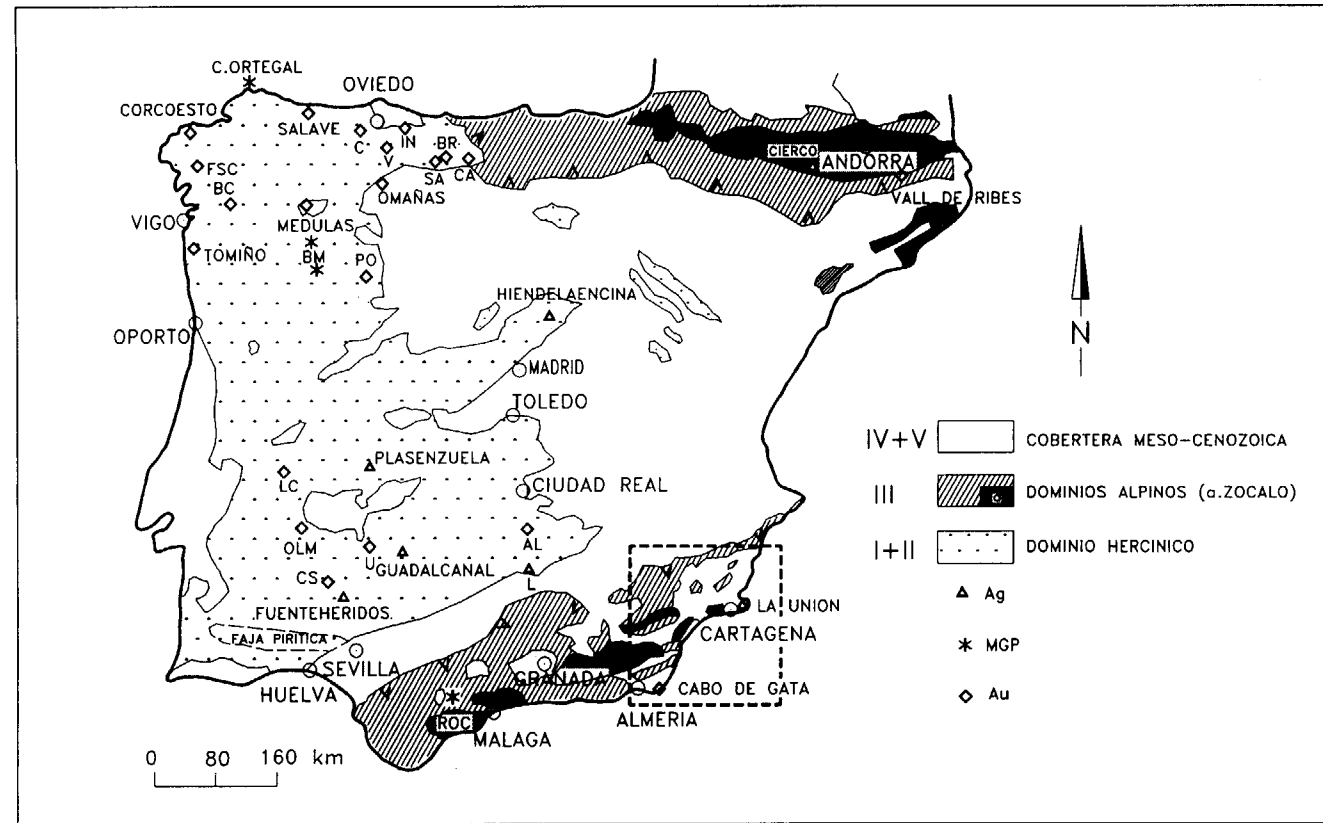 C.ORTEGAL
OVIEDO
CORCOESTO
SALAVE
C
IN
BR
V
SA
CA
FSC
BC
OMAÑAS
CIERCO
ANDORRA
VALL DE RIBES
VIGO
MEDULAS
TOMIÑO
BM
PO
HIENDELAENCINA
OPORTO
MADRID
TOLEDO
N
PLASENZUELA
LC
CIUDAD REAL
OLM
U
GUADALCANAL
AL
CS
L
FUENTEHERIDOS.
FAJA PIRITICA
SEVILLA
HUELVA
GRANADA
LA UNION
CARTAGENA
CABO DE GATA
ALMERIA
ROC
MALAGA
0 80 160 km
IV+V COBERTERA MESO-CENOZOICA
III a DOMINIOS ALPINOS (a.ZOCALO)
I+II DOMINIO HERCINICO
Ag
MGP
Au